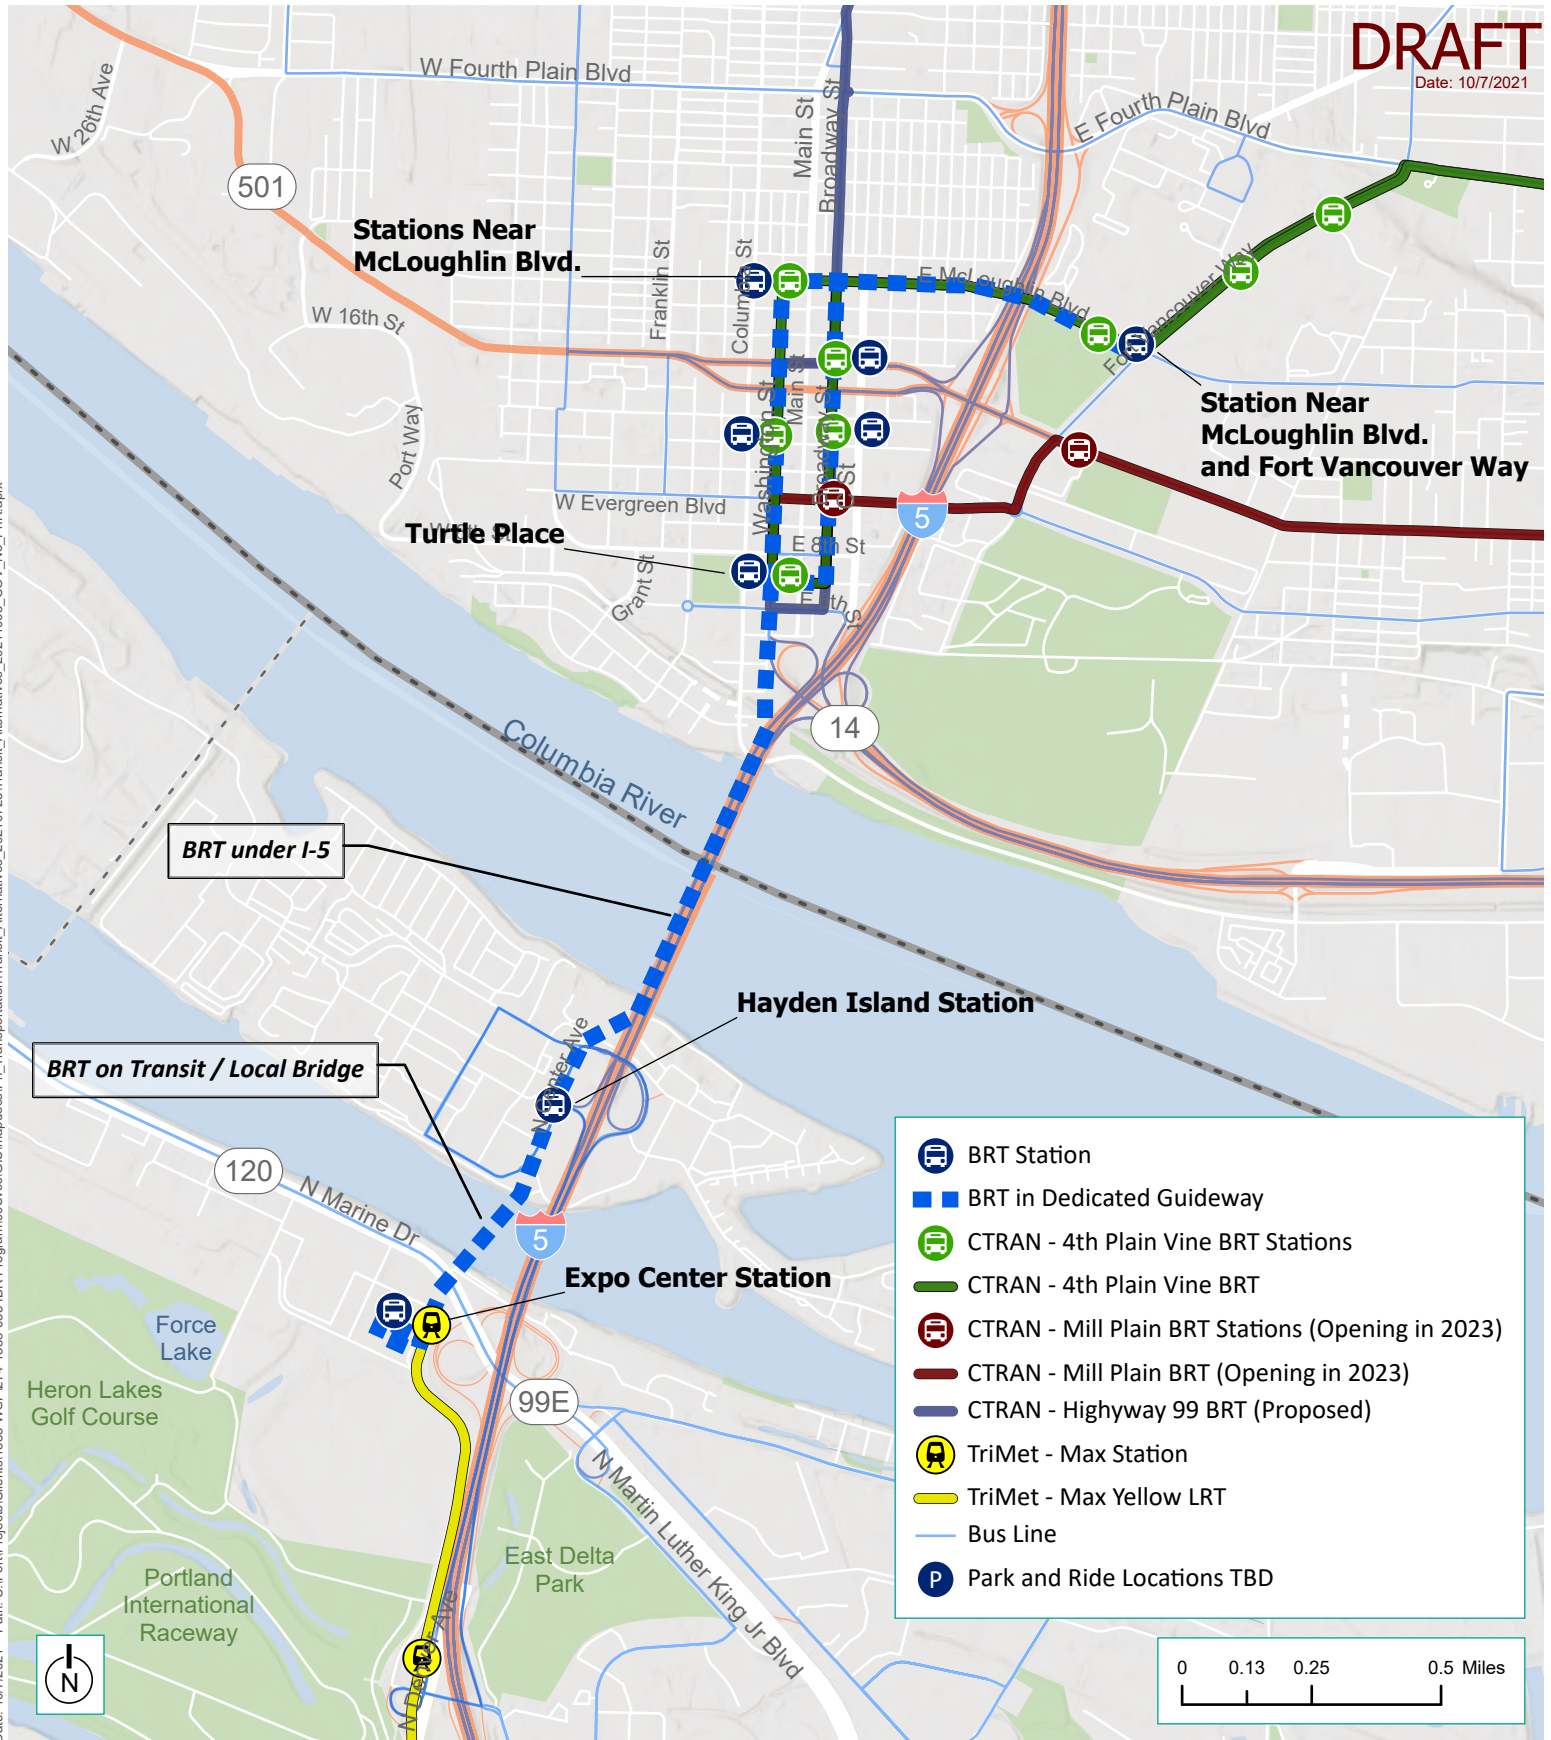 DRAFT
Date: 10/7/2021
W Fourth Plain Blvd
W 26th Ave
Main St
Broadway St
E Fourth Plain Blvd
501
Stations Near
McLoughlin Blvd.
Franklin St
Columbia St
E McLoughlin Blvd
Fort Vancouver Way
W 16th St
Main St
Station Near
McLoughlin Blvd.
and Fort Vancouver Way
Port Way
Washington St
Broadway St
C St
W Evergreen Blvd
5
Turtle Place
E 8th St
Grant St
14
Columbia River
BRT under I-5
Hayden Island Station
N Center Ave
BRT on Transit / Local Bridge
120
N Marine Dr
5
Expo Center Station
Force
Lake
Heron Lakes
Golf Course
99E
N Martin Luther King Jr Blvd
East Delta
Park
Portland
International
Raceway
N Denver Ave
N
BRT Station
BRT in Dedicated Guideway
CTRAN - 4th Plain Vine BRT Stations
CTRAN - 4th Plain Vine BRT
CTRAN - Mill Plain BRT Stations (Opening in 2023)
CTRAN - Mill Plain BRT (Opening in 2023)
CTRAN - Highyway 99 BRT (Proposed)
TriMet - Max Station
TriMet - Max Yellow LRT
Bus Line
P Park and Ride Locations TBD
0 0.13 0.25 0.5 Miles